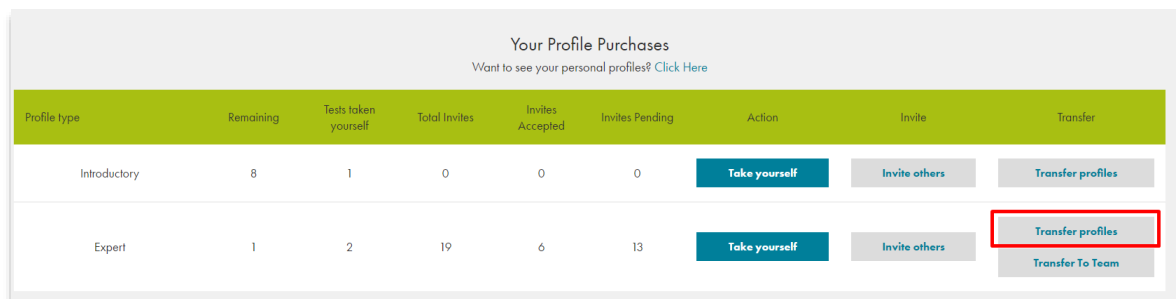 Your Profile Purchases
Want to see your personal profiles? Click Here
Profile type Remaining Tests taken yourself Total Invites Invites Accepted Invites Pending Action Invite Transfer
Introductory 8 1 0 0 0 Take yourself Invite others Transfer profiles
Expert 1 2 19 6 13 Take yourself Invite others Transfer profiles
Transfer To Team